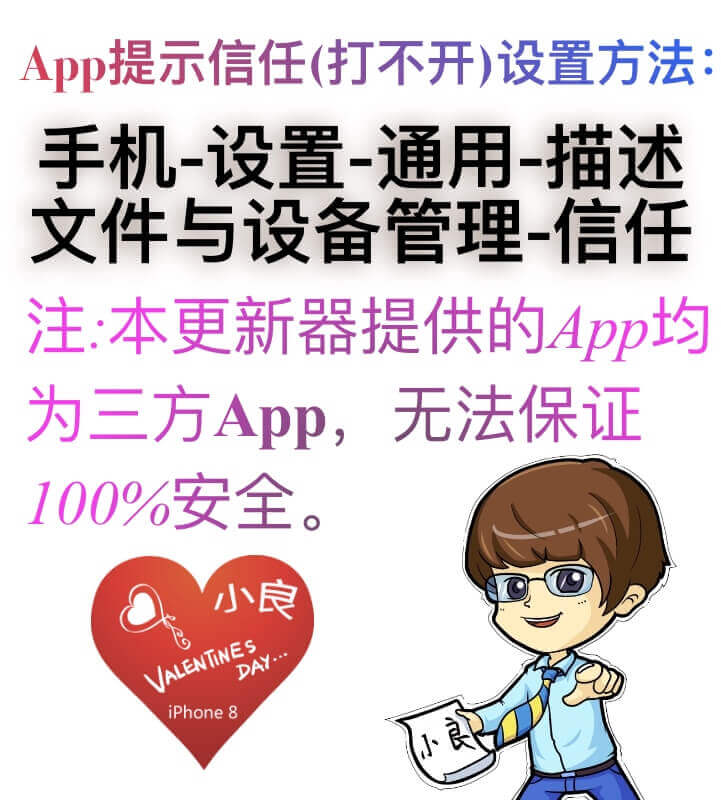 App提示信任(打不开)设置方法：
手机-设置-通用-描述
文件与设备管理-信任
注:本更新器提供的App均
为三方App，无法保证
100%安全。
小良
VALENTINES
DAY...
iPhone 8
小良